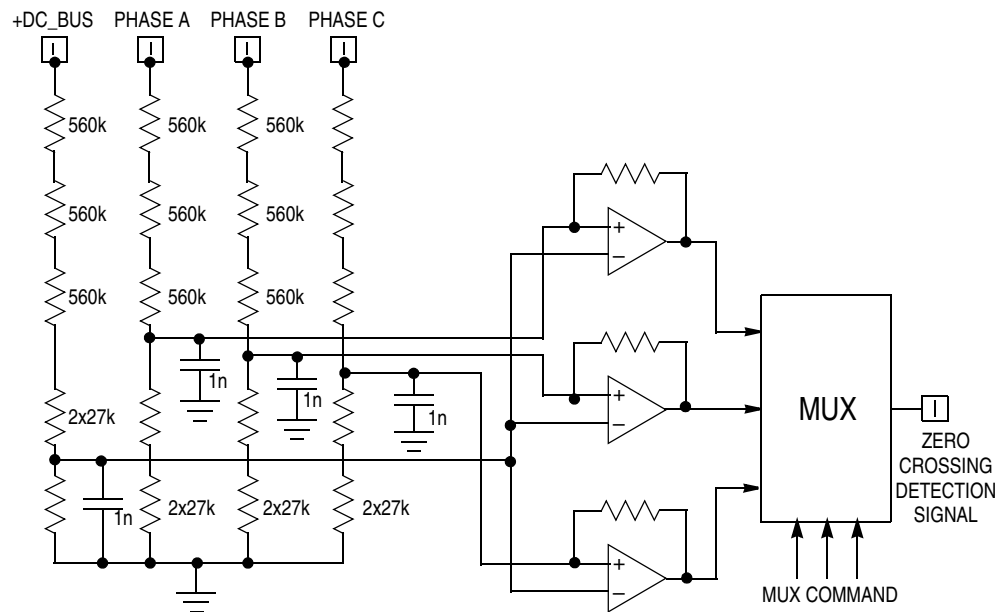 +DC_BUS PHASE A PHASE B PHASE C
I I I I
560k 560k 560k
560k 560k 560k
560k 560k 560k
+
−
1n
1n
1n
2x27k
+
−
MUX
I
ZERO
CROSSING
DETECTION
SIGNAL
1n
2x27k 2x27k 2x27k
+
−
MUX COMMAND